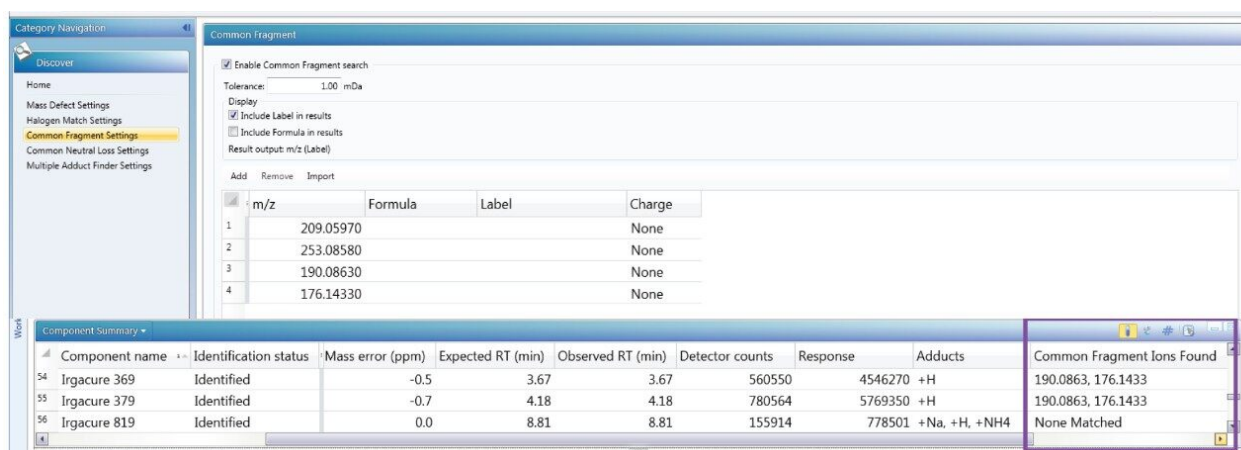 Category Navigation
Discover
Home
Mass Defect Settings
Halogen Match Settings
Common Fragment Settings
Common Neutral Loss Settings
Multiple Adduct Finder Settings
Common Fragment
Enable Common Fragment search
Tolerance: 1.00 mDa
Display
Include Label in results
Include Formula in results
Result output: m/z (Label)
Add Remove Import
m/z Formula Label Charge
1 209.05970 None
2 253.08580 None
3 190.08630 None
4 176.14330 None
Work
Component Summary
Component name Identification status Mass error (ppm) Expected RT (min) Observed RT (min) Detector counts Response Adducts Common Fragment Ions Found
54 Irgacure 369 Identified -0.5 3.67 3.67 560550 4546270 +H 190.0863, 176.1433
55 Irgacure 379 Identified -0.7 4.18 4.18 780564 5769350 +H 190.0863, 176.1433
56 Irgacure 819 Identified 0.0 8.81 8.81 155914 778501 +Na, +H, +NH4 None Matched